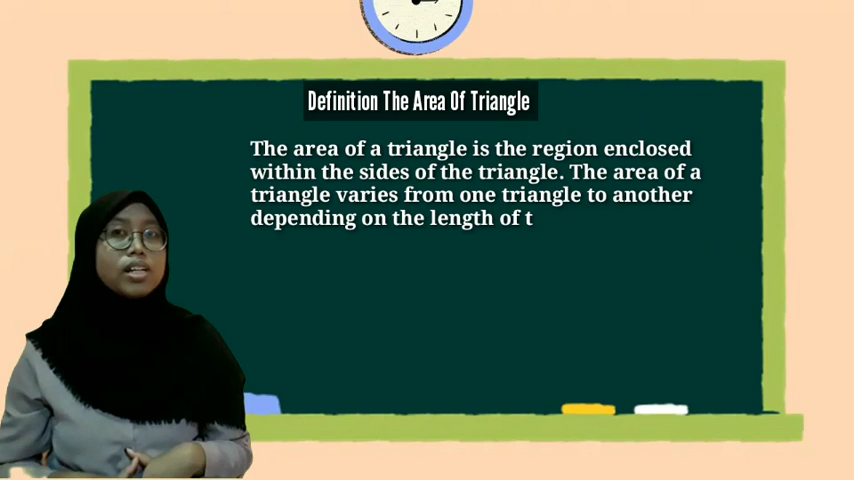 Definition The Area Of Triangle
The area of a triangle is the region enclosed
within the sides of the triangle. The area of a
triangle varies from one triangle to another
depending on the length of t